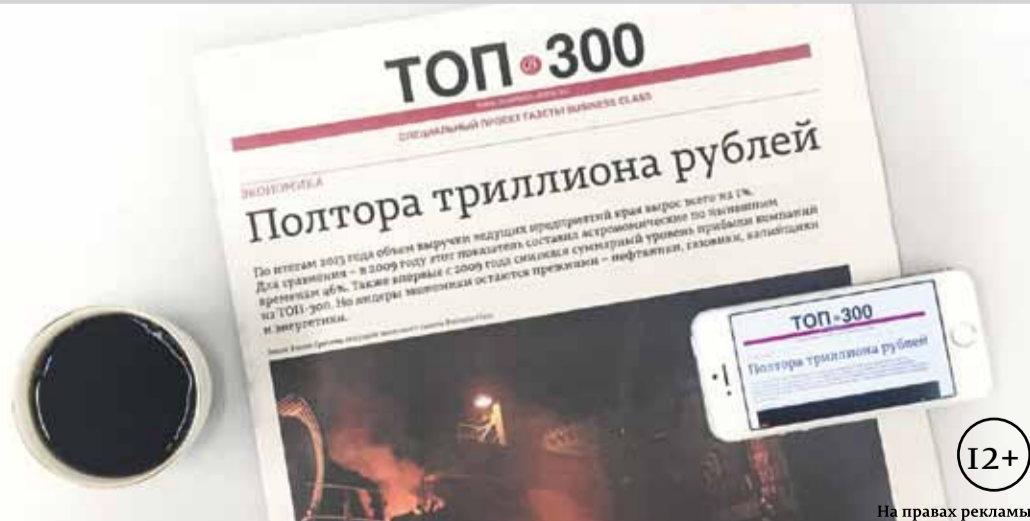 ТОП 300
СПЕЦИАЛЬНЫЙ ПРОЕКТ ГАЗЕТЫ BUSINESS CLASS
ЭКОНОМИКА
Полтора триллиона рублей
По итогам 2013 года объем выручки ведущих предприятий края вырос всего на 1%.
Для сравнения – в 2009 году этот показатель составил астрономические по нынешним
временам 46%. Также впервые с 2009 года снизился суммарный уровень прибыли компаний
из ТОП-300. Но лидеры экономики остаются прежними – нефтяники, газовики, калийщики
и энергетики.
ТОП 300
Полтора триллиона рублей
12+
На правах рекламы